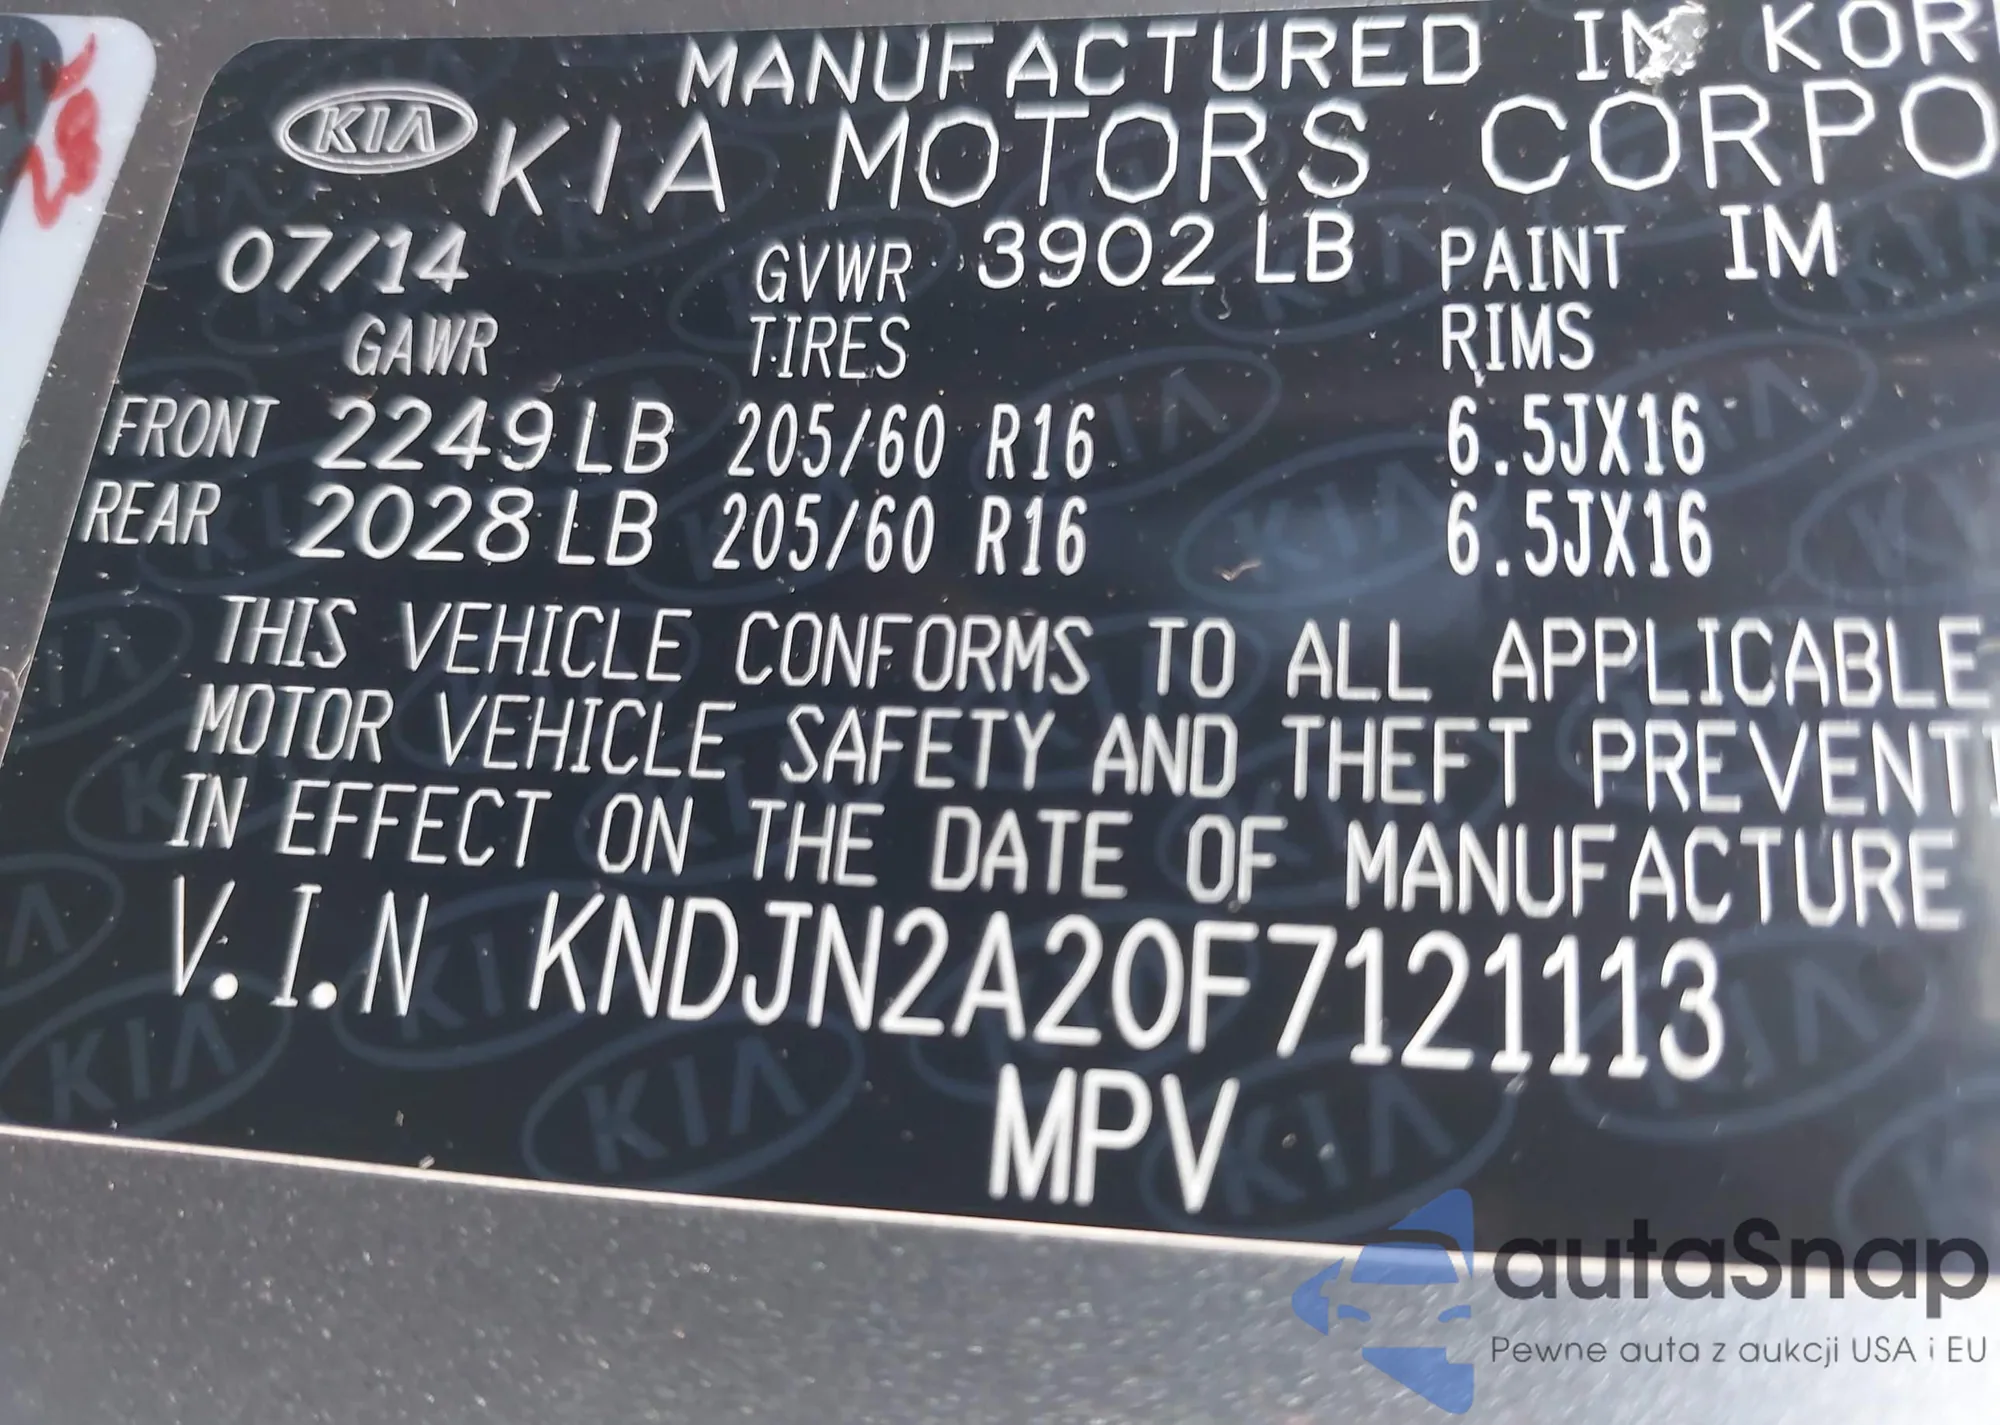 MANUFACTURED IN KOR
KIA KIA MOTORS CORPO
07/14 GVWR 3902 LB PAINT IM
GAWR TIRES RIMS
FRONT 2249 LB 205/60 R16 6.5JX16
REAR 2028 LB 205/60 R16 6.5JX16
THIS VEHICLE CONFORMS TO ALL APPLICABLE
MOTOR VEHICLE SAFETY AND THEFT PREVENTI
IN EFFECT ON THE DATE OF MANUFACTURE
V.I.N KNDJN2A20F7121113
MPV
autaSnap
Pewne auta z aukcji USA i EU